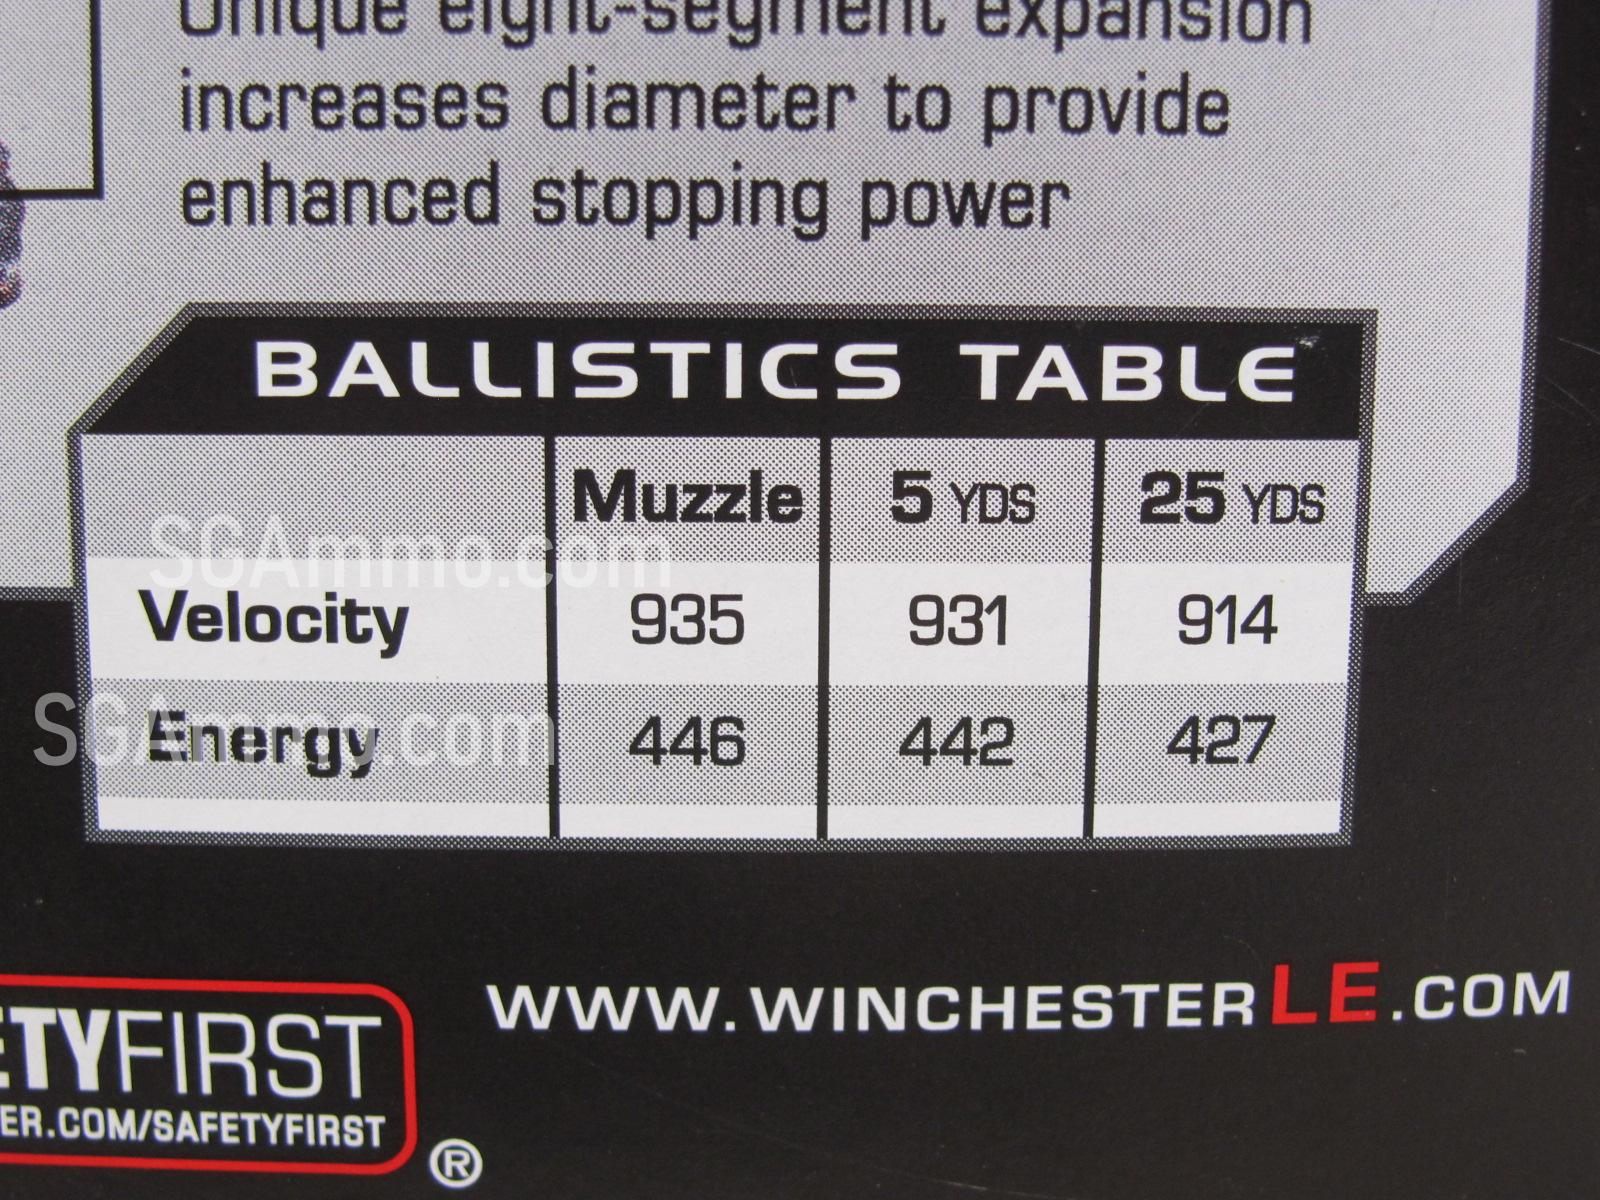 Unique eight-segment expansion
increases diameter to provide
enhanced stopping power
BALLISTICS TABLE
Muzzle 5 YDS 25 YDS
SGAmmo.com
Velocity 935 931 914
SGAmmo.com
Energy 446 442 427
WWW.WINCHESTERLE.COM
ETYFIRST
ER.COM/SAFETYFIRST
®